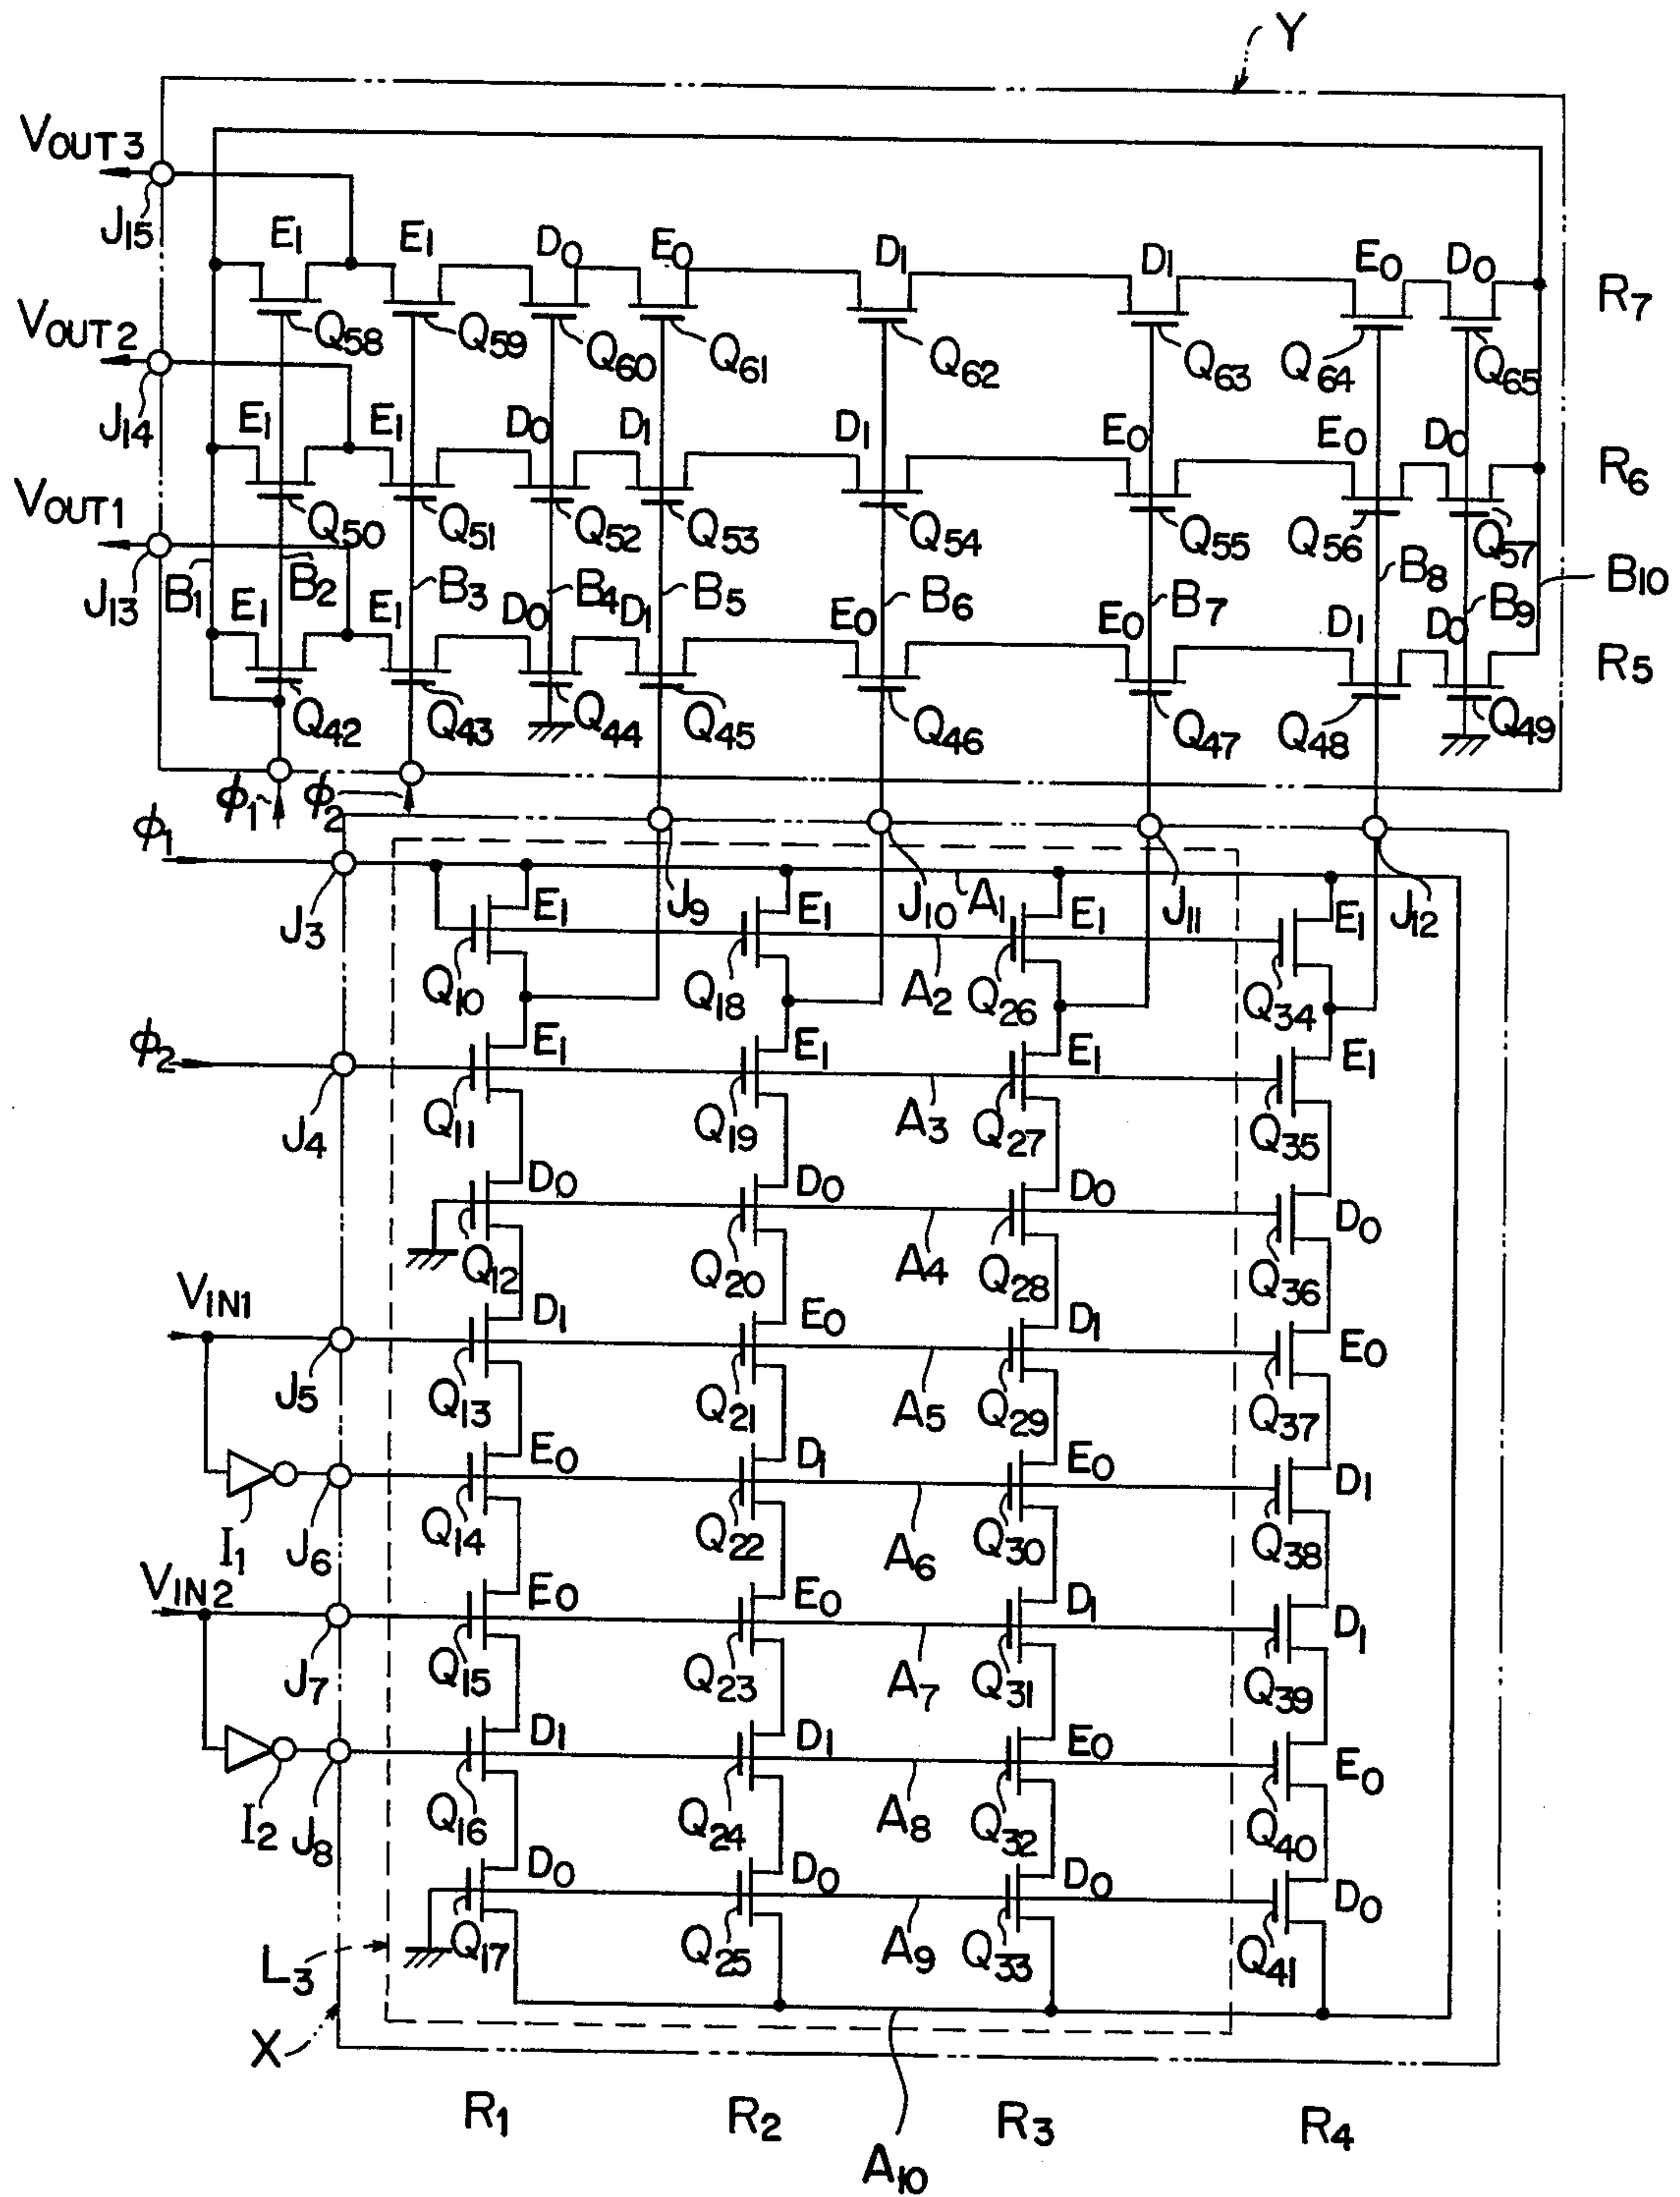 Y
VOUT3
J15
E1 E1 D0 E0 D1 D1 E0 D0
R7
Q58 Q59 Q60 Q61 Q62 Q63 Q64 Q65
VOUT2
J14
E1 E1 D0 D1 D1 E0 E0 D0
R6
Q50 Q51 Q52 Q53 Q54 Q55 Q56 Q57
VOUT1
J13
B1 B2 B3 B4 B5 B6 B7 B8 B9 B10
E1 E1 D0 D1 E0 E0 D1 D0
R5
Q42 Q43 Q44 Q45 Q46 Q47 Q48 Q49
ϕ1 ϕ2
ϕ1
J3 J9 J10 A1 J11 J12
E1 E1 E1 E1
Q10 Q18 A2 Q26 Q34
ϕ2
E1 E1 E1 E1
J4 Q11 Q19 A3 Q27 Q35
D0 D0 D0 D0
Q12 Q20 A4 Q28 Q36
VIN1
D1 E0 D1 E0
J5 Q13 Q21 A5 Q29 Q37
E0 D1 E0 D1
I1 J6 Q14 Q22 A6 Q30 Q38
VIN2
E0 E0 D1 D1
J7 Q15 Q23 A7 Q31 Q39
D1 D1 E0 E0
I2 J8 Q16 Q24 A8 Q32 Q40
D0 D0 D0 D0
L3 Q17 Q25 A9 Q33 Q41
X
R1 R2 R3 R4
A10